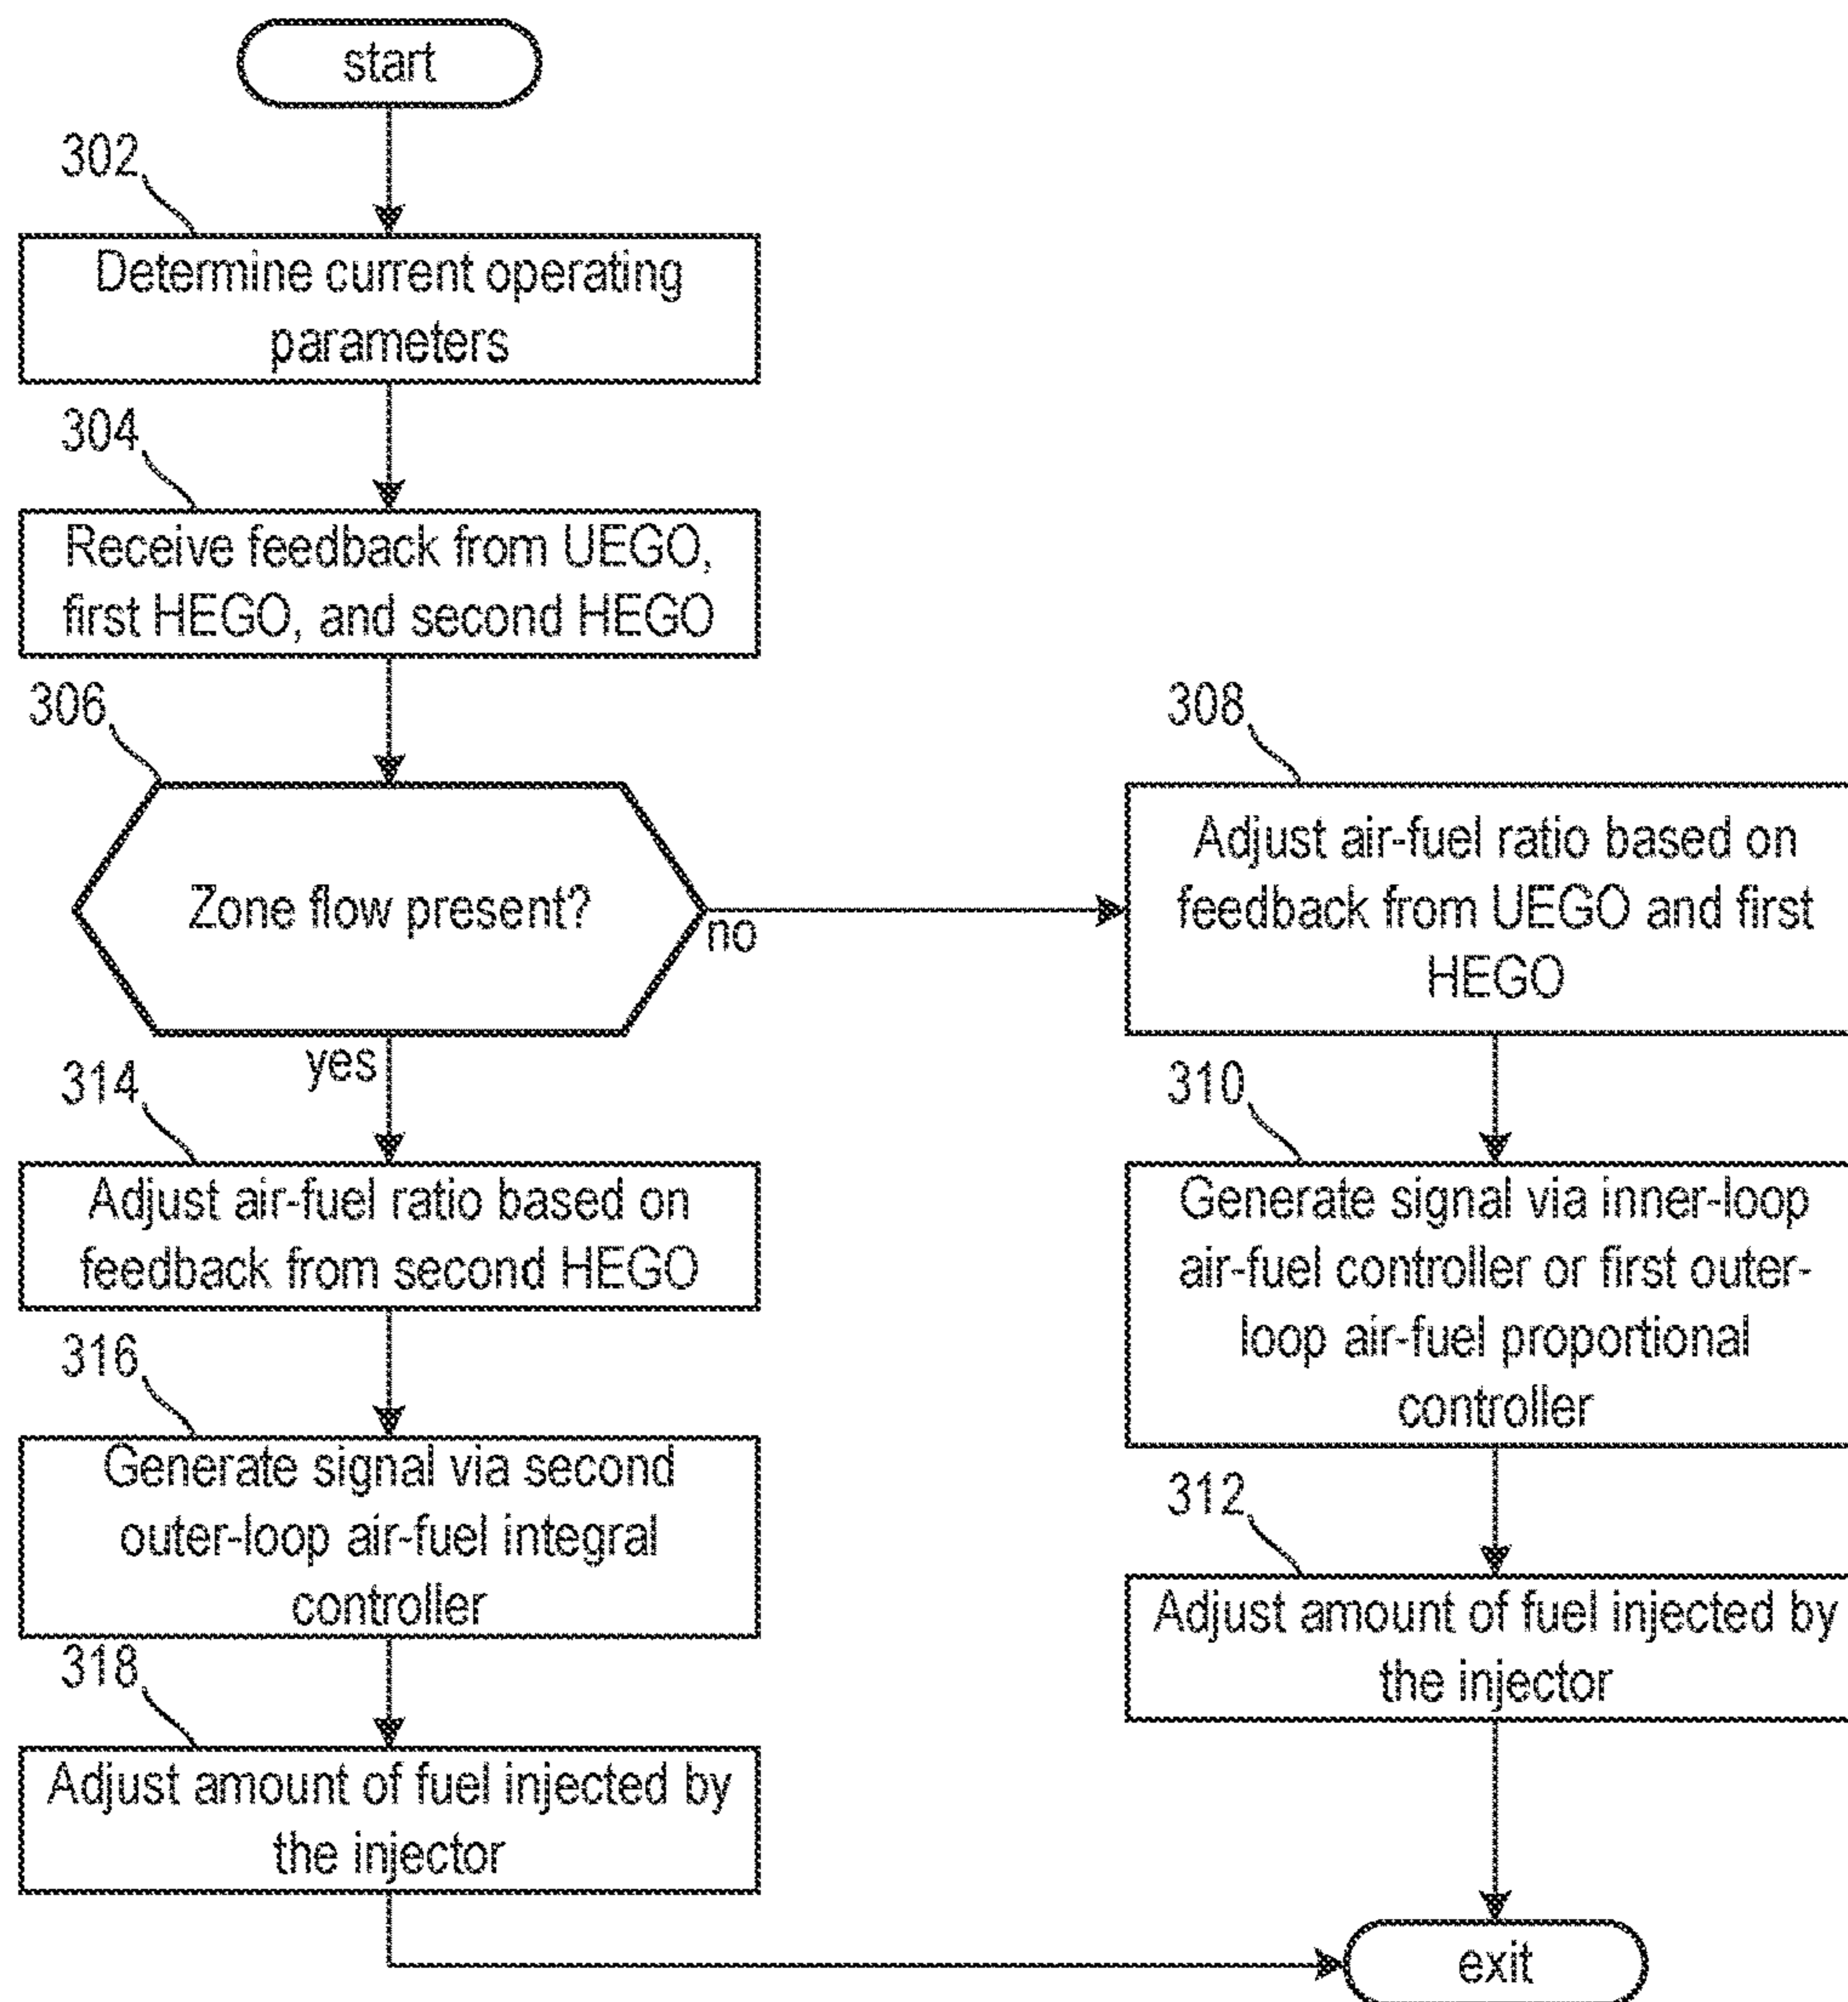 start
302
Determine current operating
parameters
304
Receive feedback from UEGO,
first HEGO, and second HEGO
306
Zone flow present?
no
yes
308
Adjust air-fuel ratio based on
feedback from UEGO and first
HEGO
310
Generate signal via inner-loop
air-fuel controller or first outer-
loop air-fuel proportional
controller
312
Adjust amount of fuel injected by
the injector
314
Adjust air-fuel ratio based on
feedback from second HEGO
316
Generate signal via second
outer-loop air-fuel integral
controller
318
Adjust amount of fuel injected by
the injector
exit